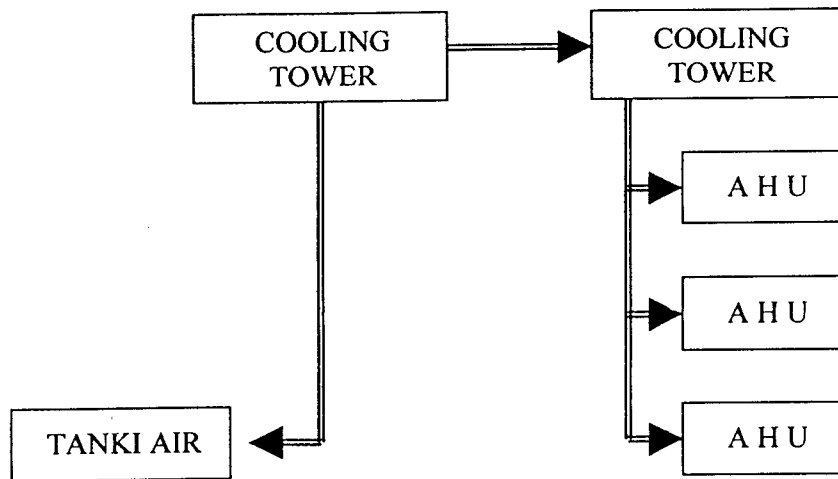 COOLING
TOWER
COOLING
TOWER
A H U
A H U
TANKI AIR
A H U